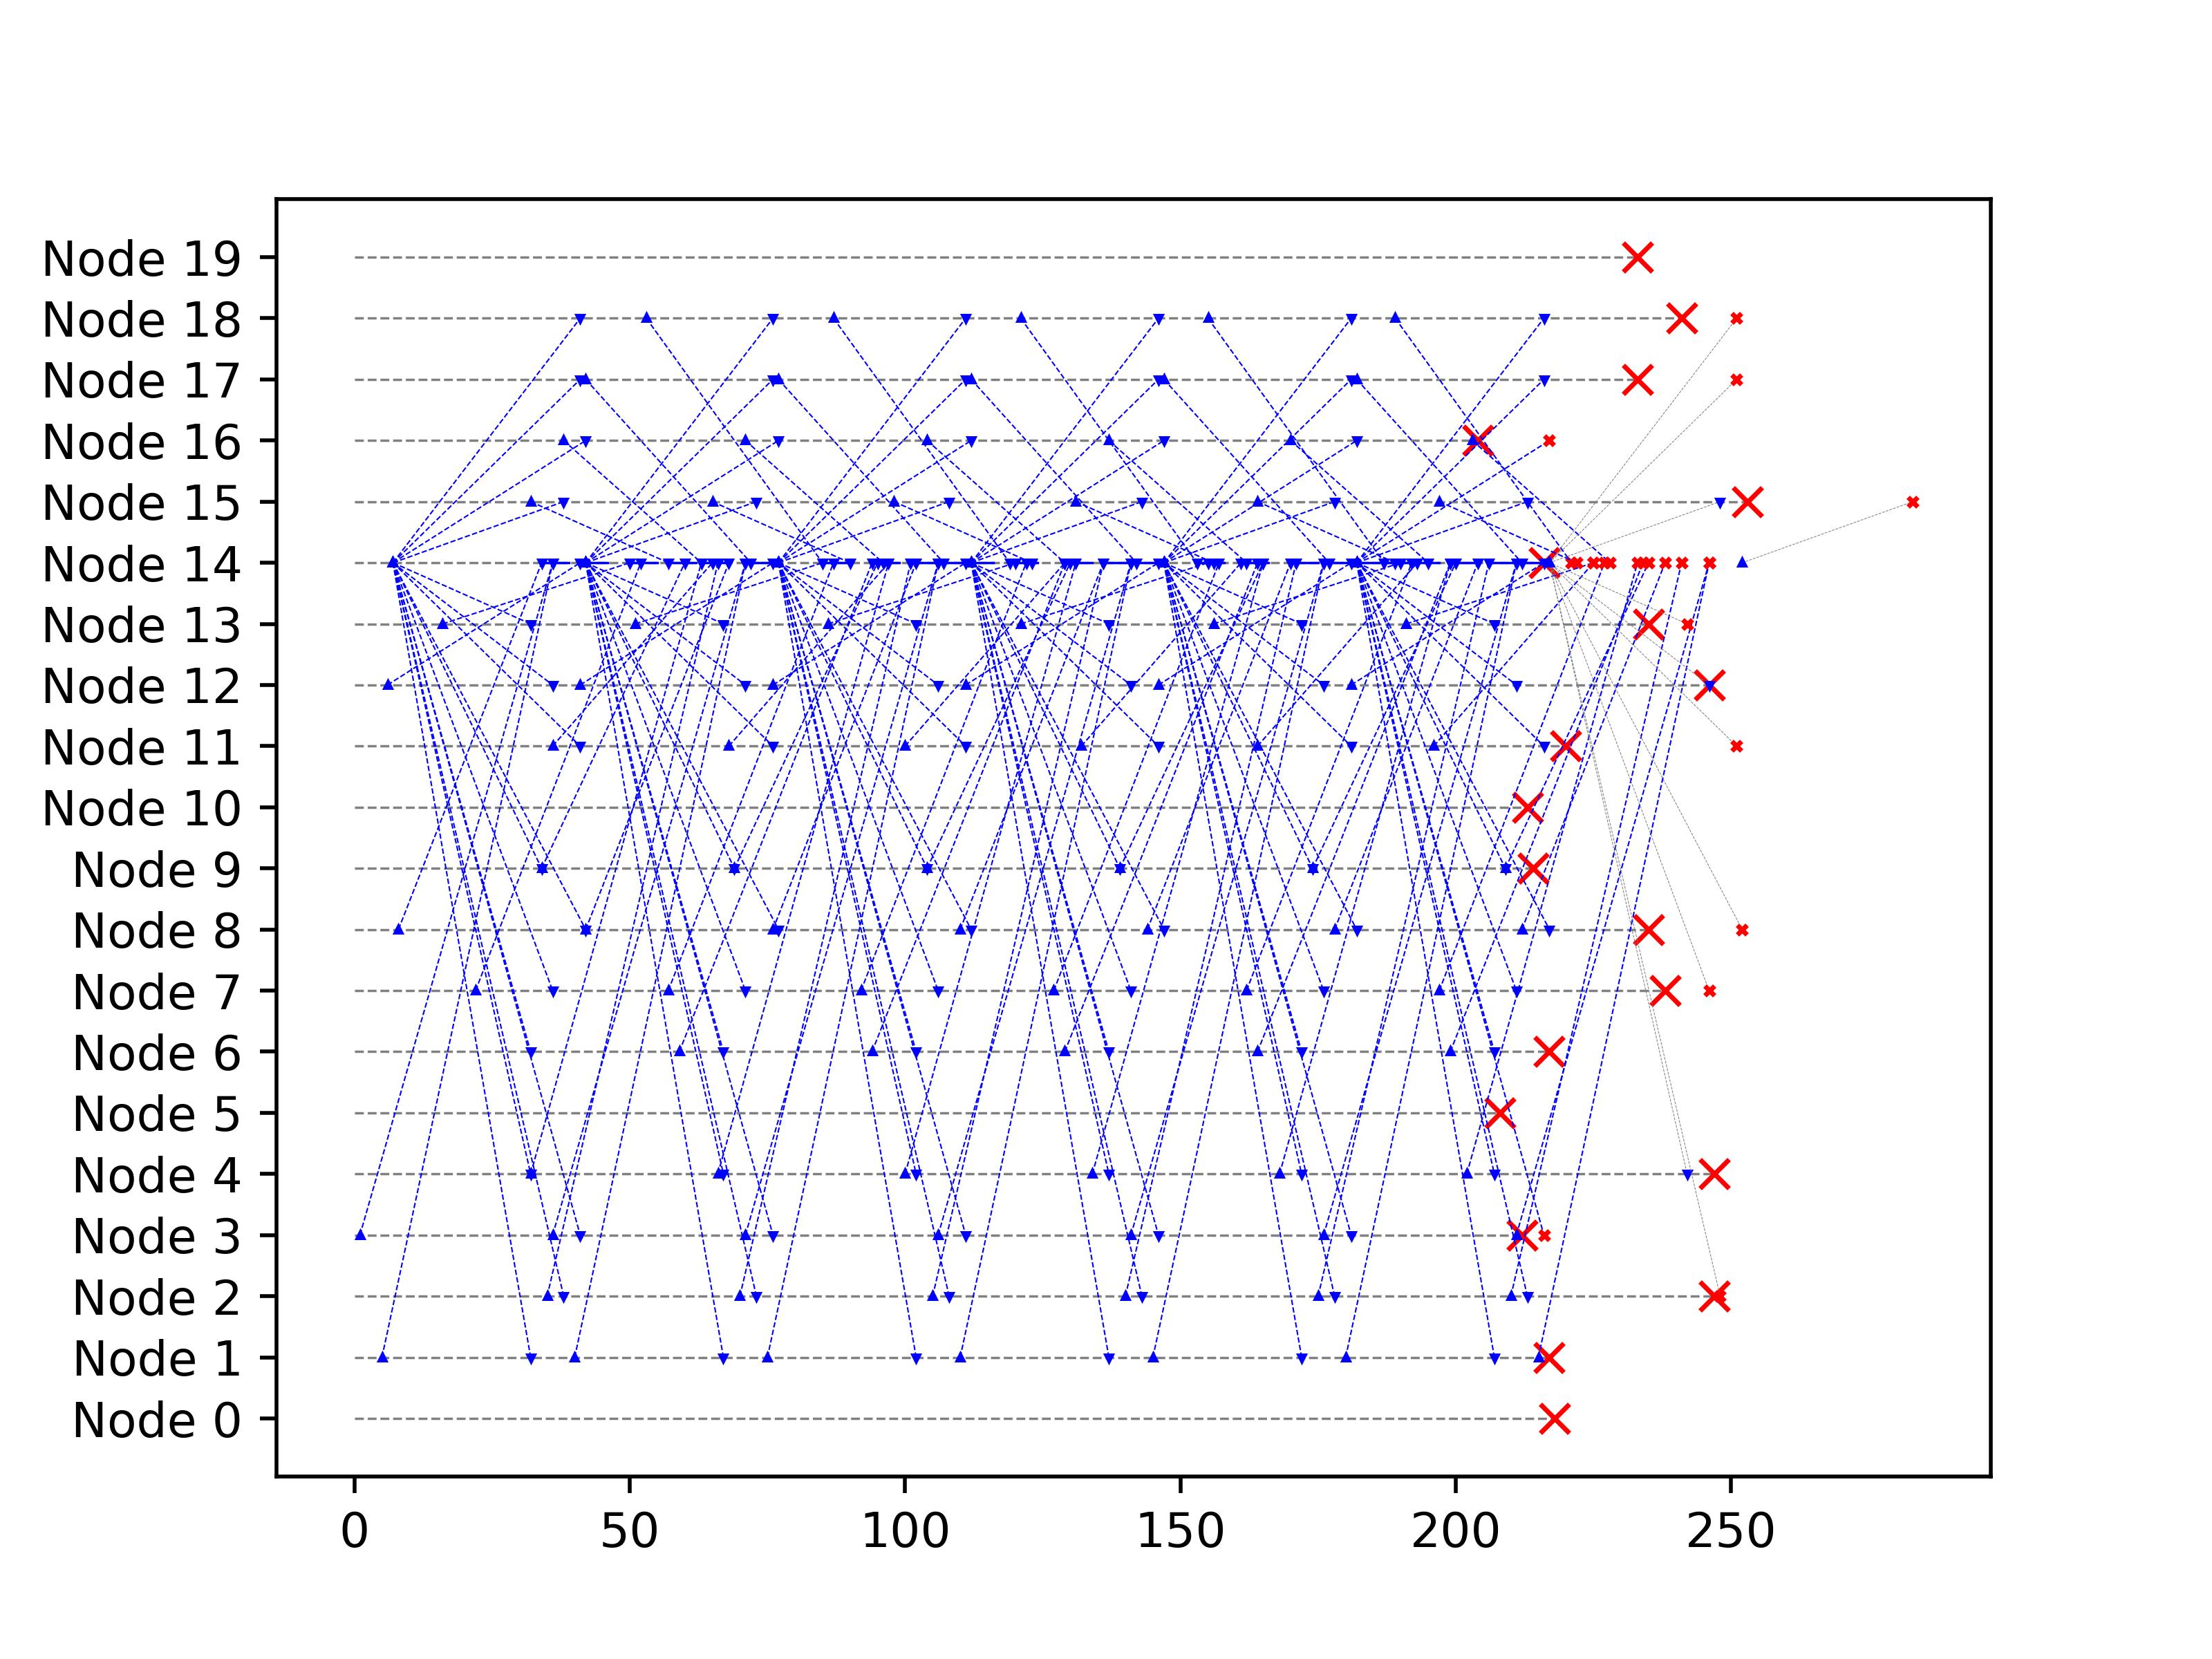 Node 19
Node 18
Node 17
Node 16
Node 15
Node 14
Node 13
Node 12
Node 11
Node 10
Node 9
Node 8
Node 7
Node 6
Node 5
Node 4
Node 3
Node 2
Node 1
Node 0
0 50 100 150 200 250